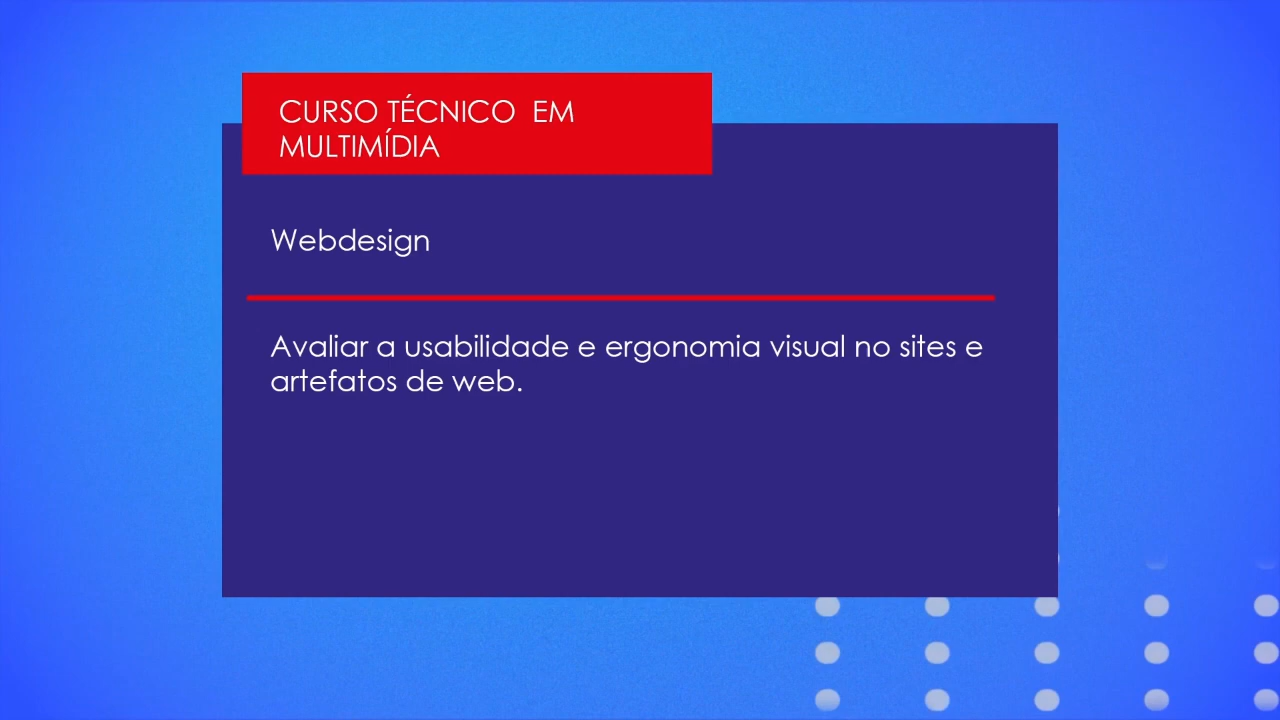 CURSO TÉCNICO  EM
MULTIMÍDIA
Webdesign
Avaliar a usabilidade e ergonomia visual no sites e
artefatos de web.